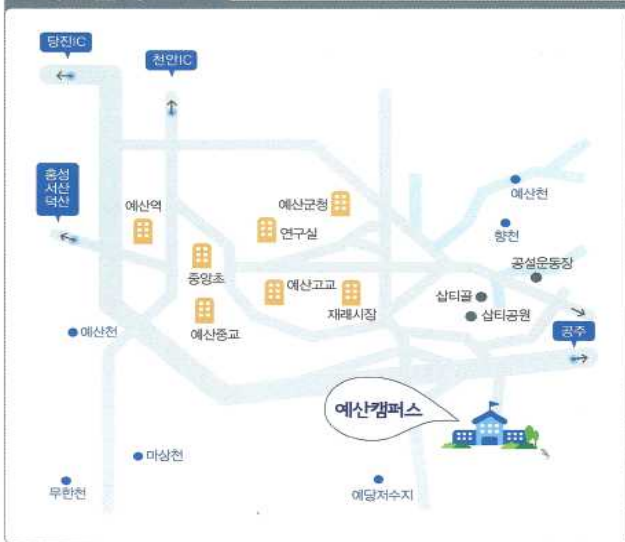 당진IC
천안IC
홍성
서산
덕산
예산역
예산군청
연구실
예산천
향천
중앙초
예산고교
공설운동장
삽티골
재래시장
삽티공원
예산중교
예산천
공주
예산캠퍼스
마상천
무한천
예당저수지